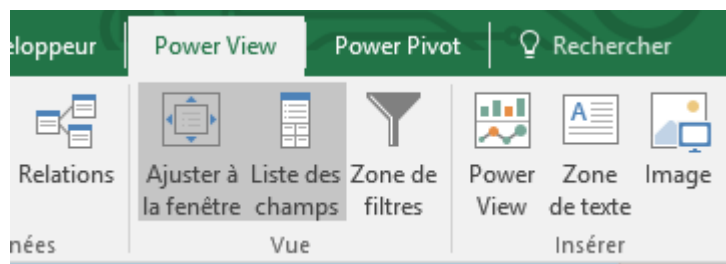 eloppeur Power View Power Pivot Rechercher
Relations Ajuster à Liste des Zone de Power Zone Image
la fenêtre champs filtres View de texte
nées Vue Insérer